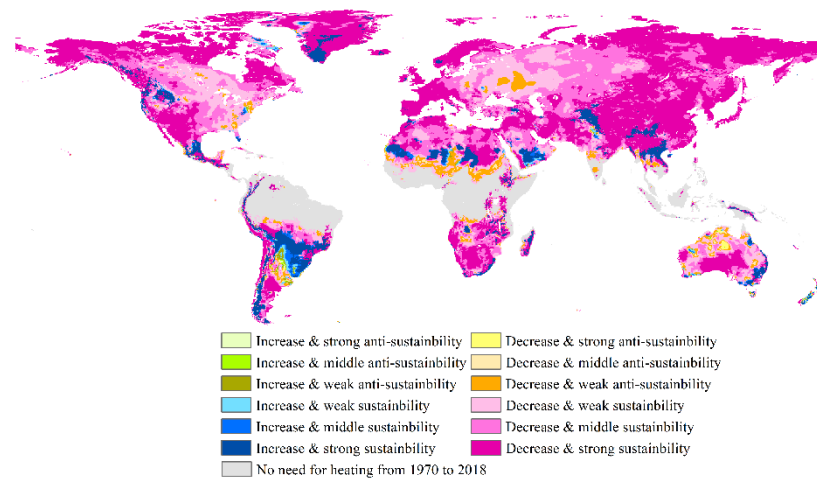 Increase & strong anti-sustainbility Decrease & strong anti-sustainbility
Increase & middle anti-sustainbility Decrease & middle anti-sustainbility
Increase & weak anti-sustainbility Decrease & weak anti-sustainbility
Increase & weak sustainbility Decrease & weak sustainbility
Increase & middle sustainbility Decrease & middle sustainbility
Increase & strong sustainbility Decrease & strong sustainbility
No need for heating from 1970 to 2018